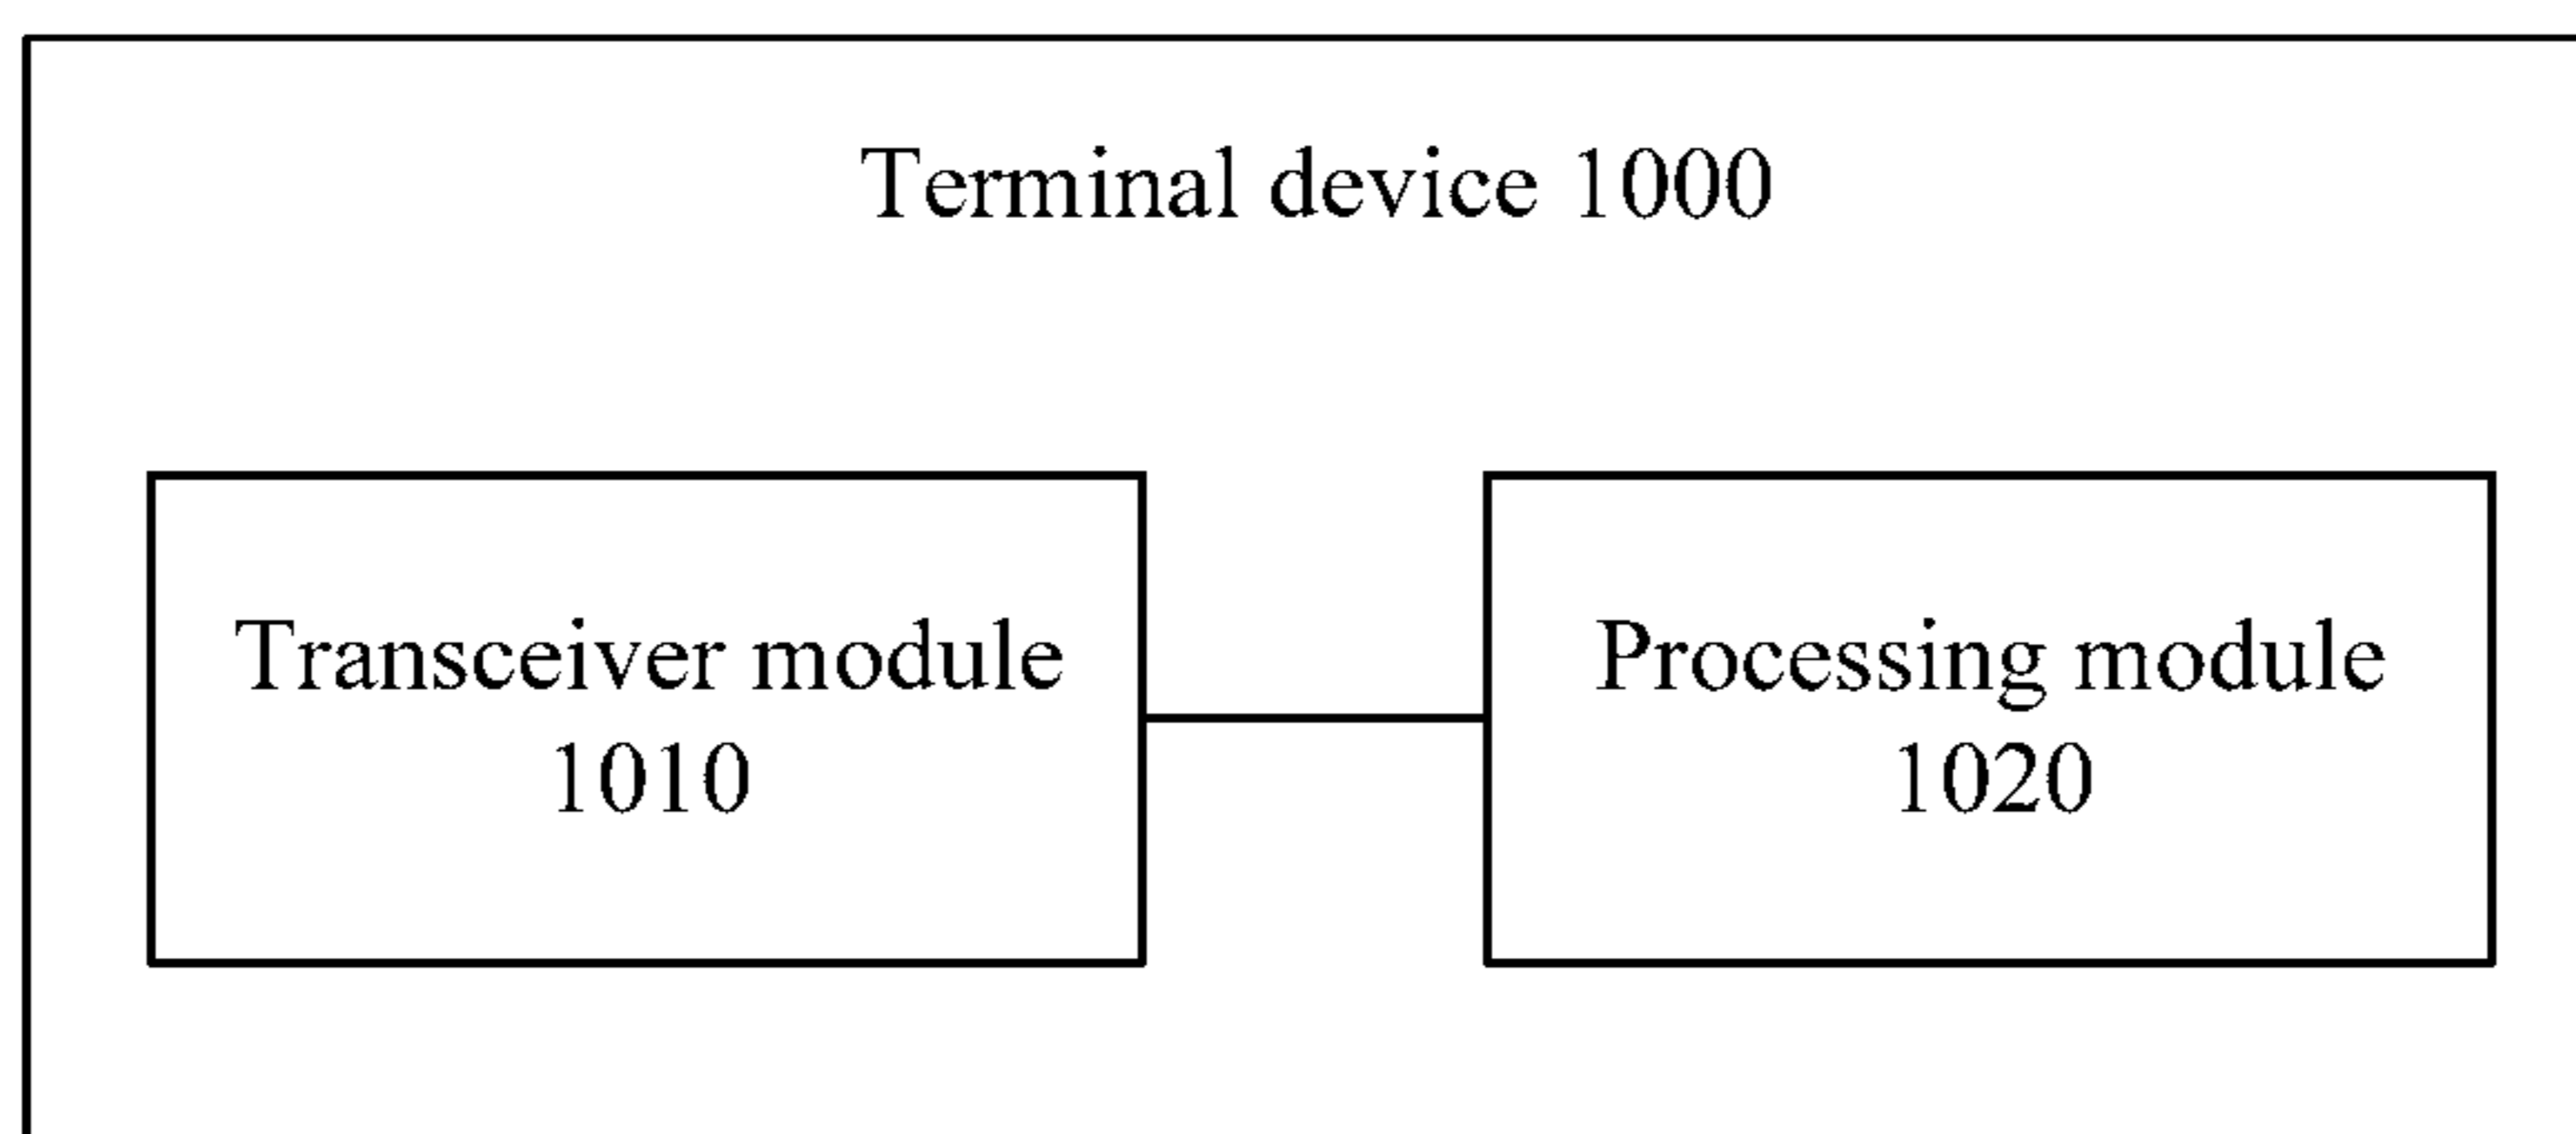 Terminal device 1000
Transceiver module
1010
Processing module
1020